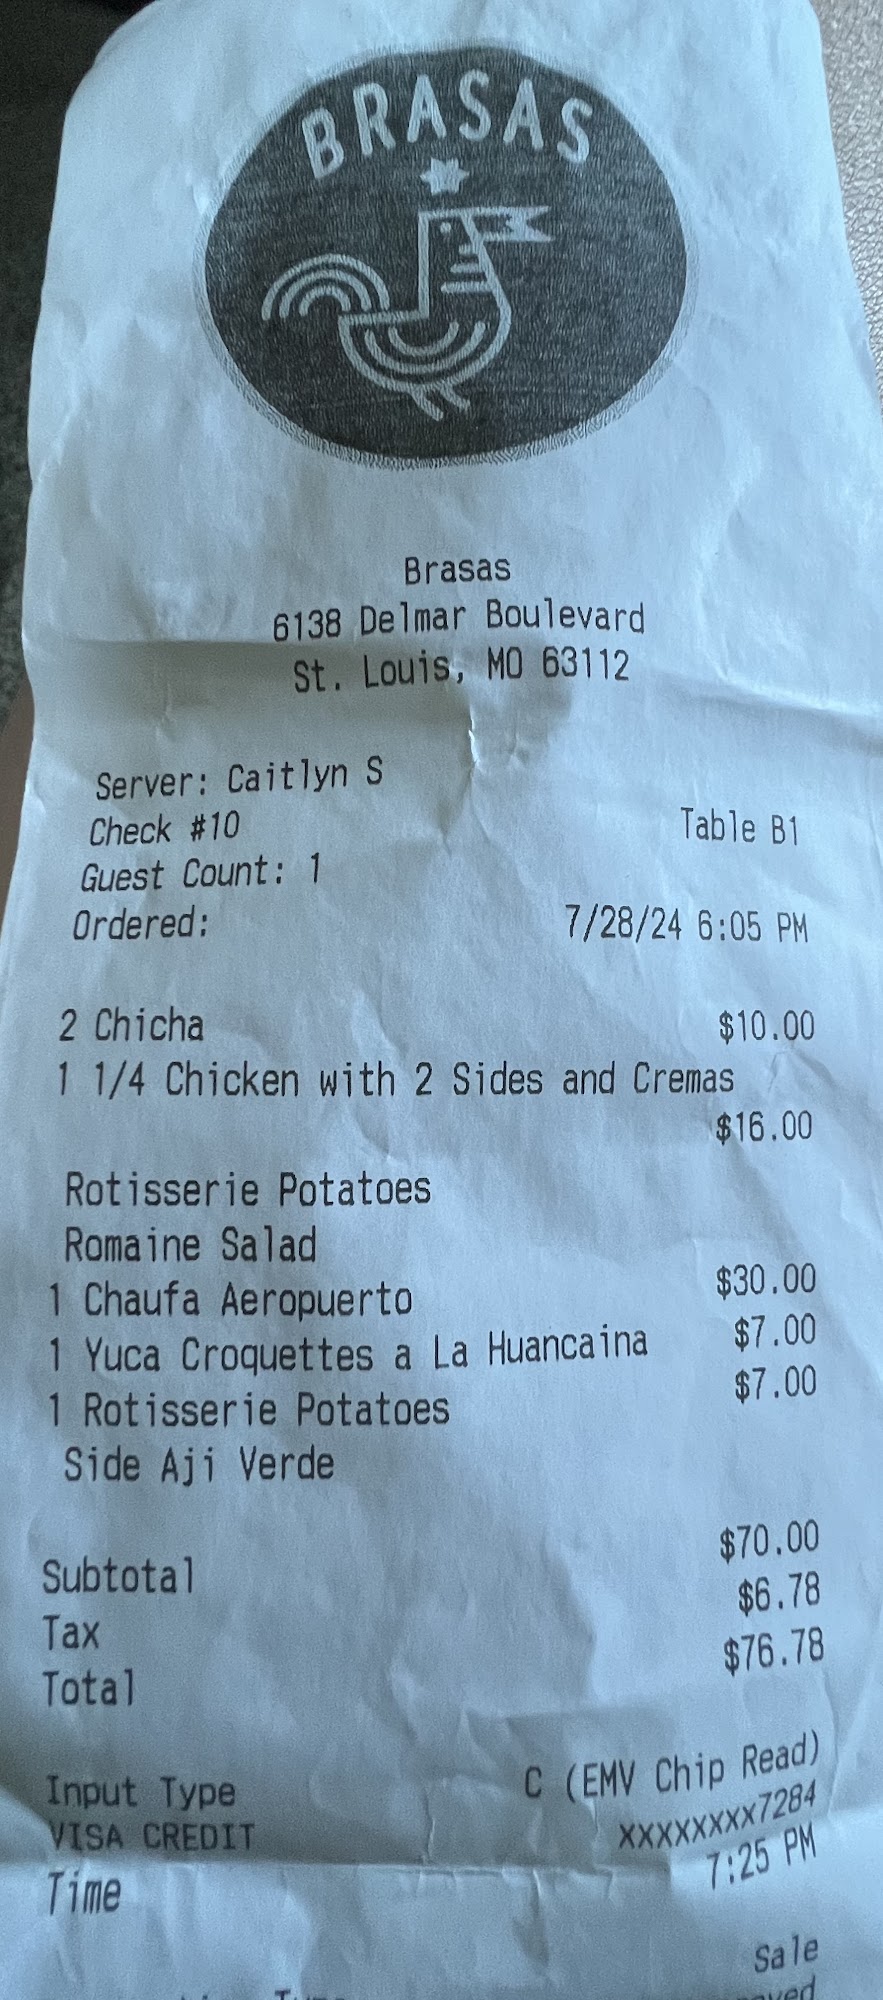 BRASAS
Brasas
6138 Delmar Boulevard
St. Louis, MO 63112
Server: Caitlyn S
Check #10 Table B1
Guest Count: 1
Ordered: 7/28/24 6:05 PM
2 Chicha $10.00
1 1/4 Chicken with 2 Sides and Cremas
$16.00
Rotisserie Potatoes
Romaine Salad
1 Chaufa Aeropuerto $30.00
1 Yuca Croquettes a La Huancaina $7.00
1 Rotisserie Potatoes $7.00
Side Aji Verde
Subtotal $70.00
Tax $6.78
Total $76.78
Input Type C (EMV Chip Read)
VISA CREDIT xxxxxxxx7284
Time 7:25 PM
Sale